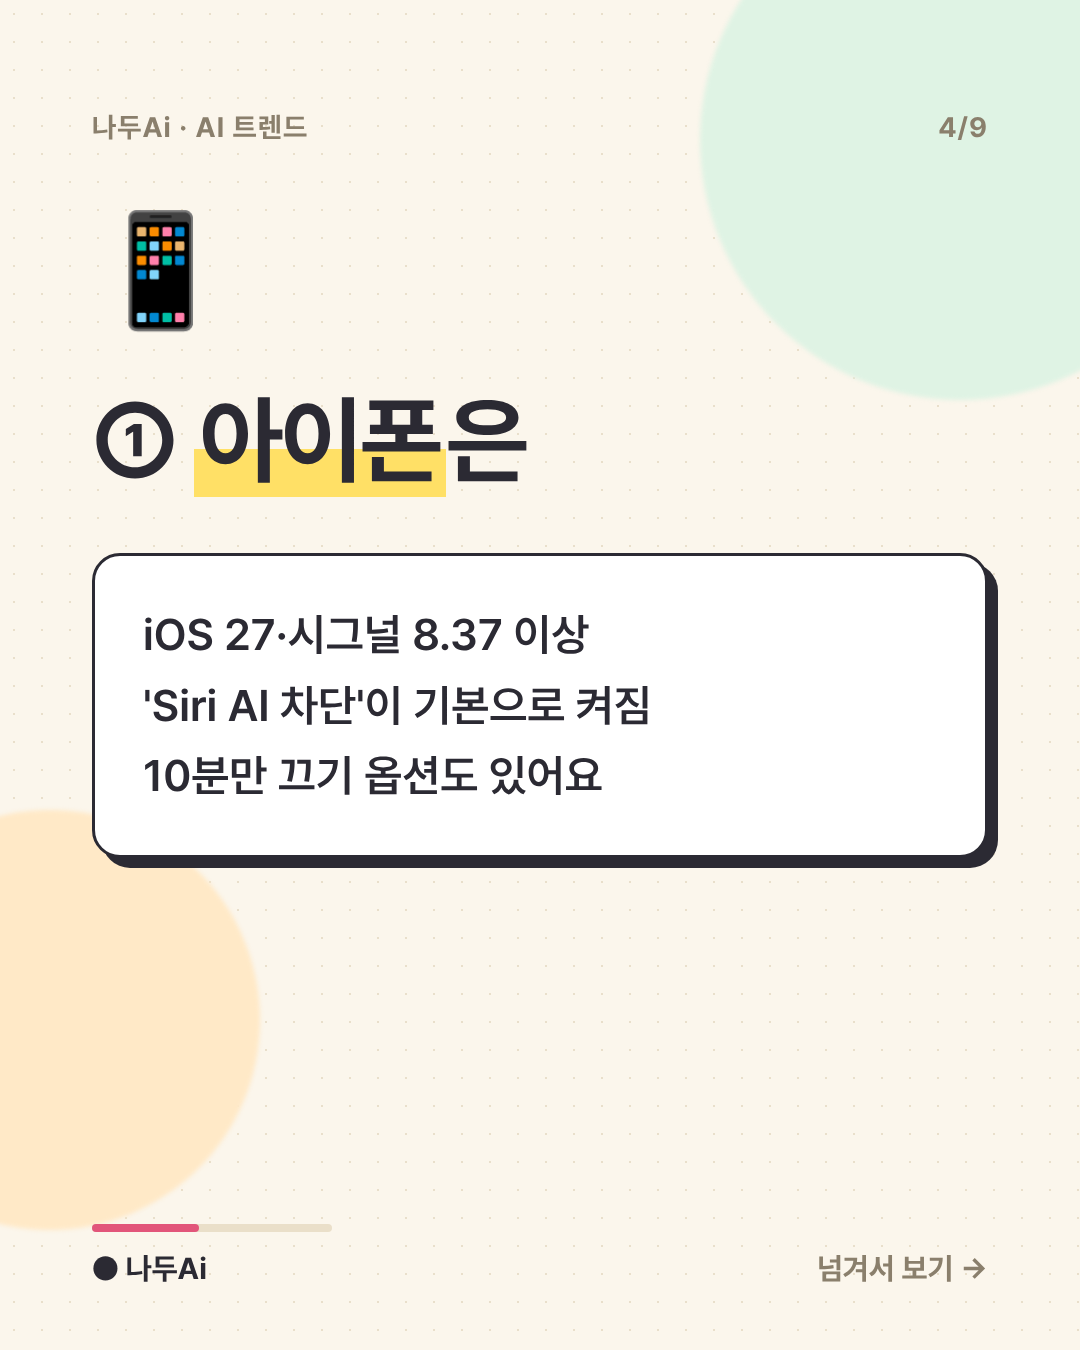 나두Ai · AI 트렌드
4/9
① 아이폰은
iOS 27·시그널 8.37 이상
'Siri AI 차단'이 기본으로 켜짐
10분만 끄기 옵션도 있어요
● 나두Ai
넘겨서 보기 →